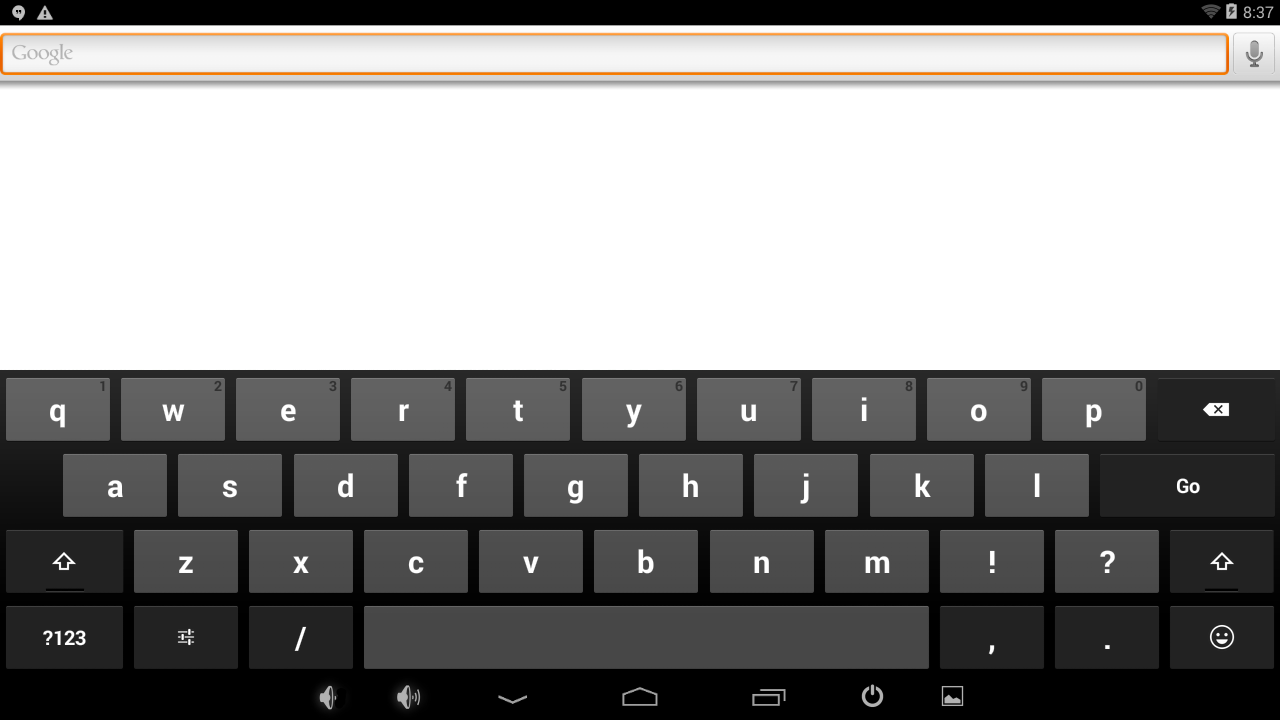 8:37
Google
1 2 3 4 5 6 7 8 9 0
q w e r t y u i o p
a s d f g h j k l Go
z x c v b n m ! ?
?123 / , .